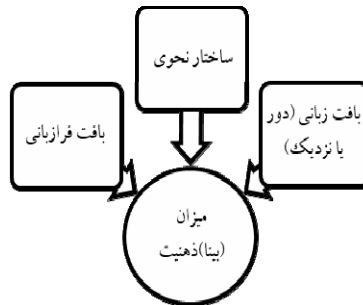 ساختار نحوی
بافت زبانی (دور
یا نزدیک)
بافت فرازبانی
میزان
(بینا)ذهنیت